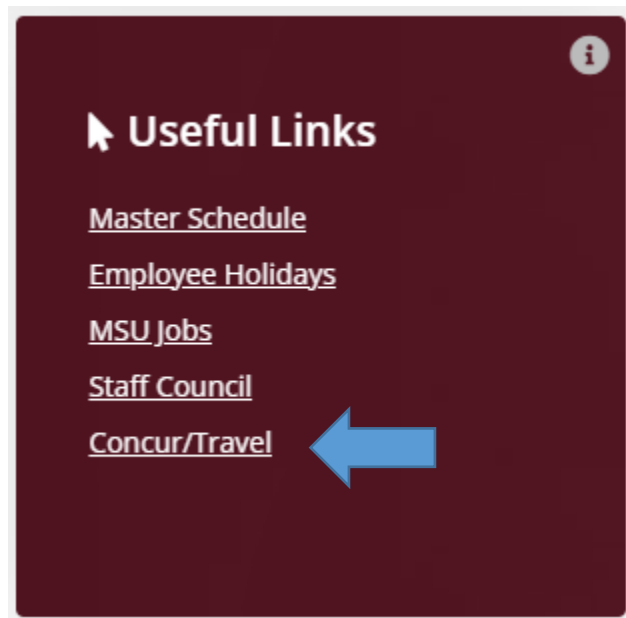 Useful Links
Master Schedule
Employee Holidays
MSU Jobs
Staff Council
Concur/Travel